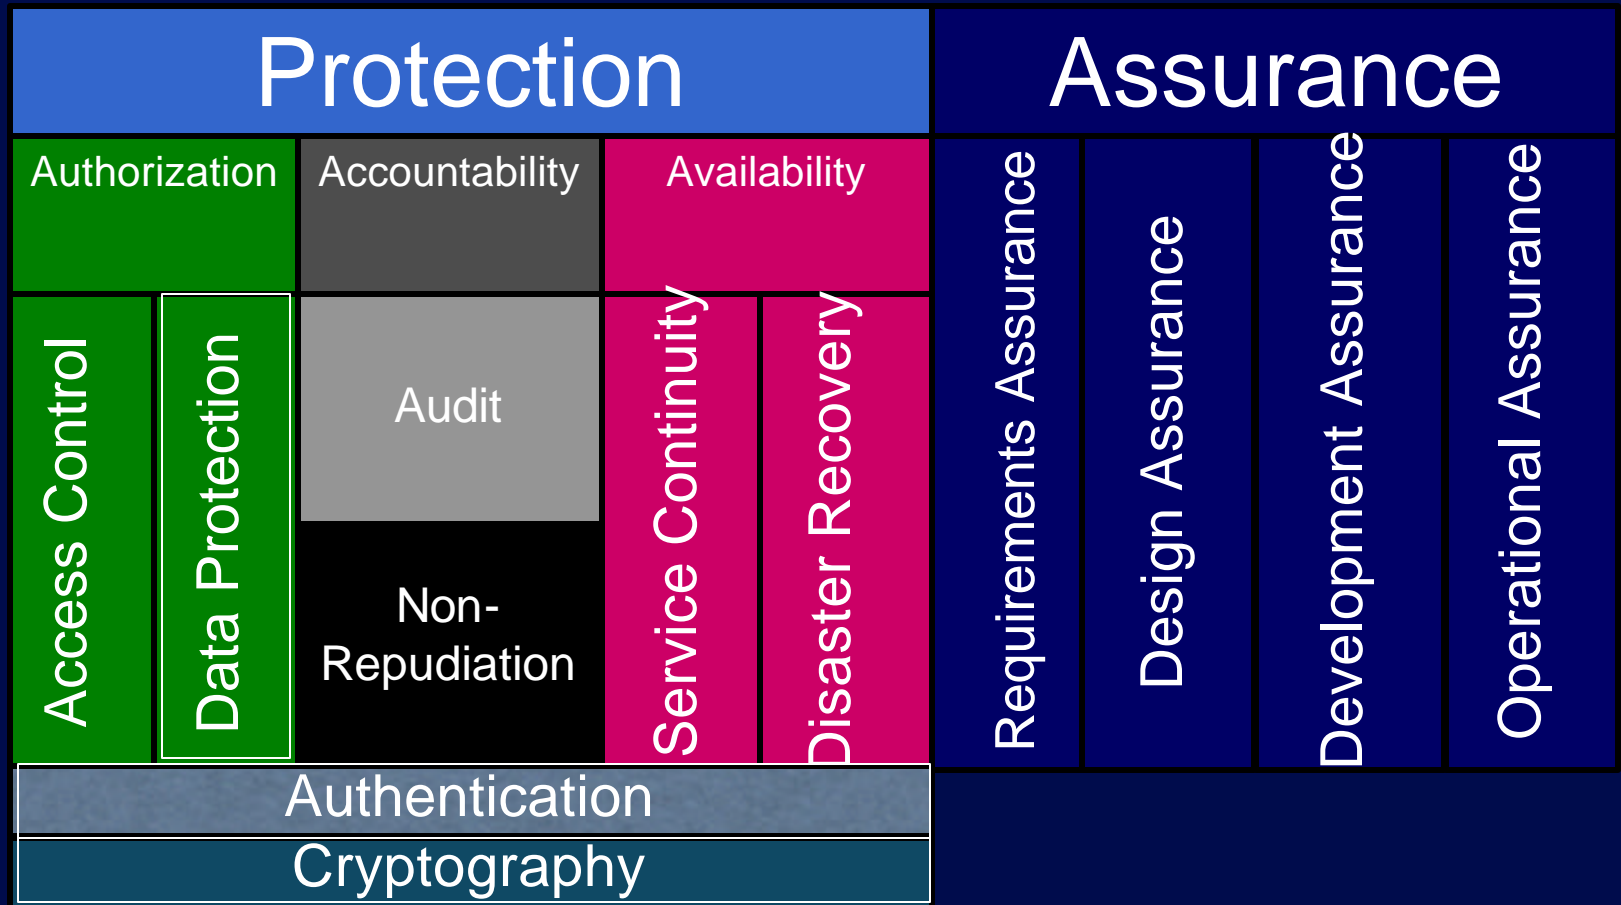 Protection
Assurance
Authorization
Accountability
Availability
Access Control
Data Protection
Audit
Non-
Repudiation
Service Continuity
Disaster Recovery
Requirements Assurance
Design Assurance
Development Assurance
Operational Assurance
Authentication
Cryptography